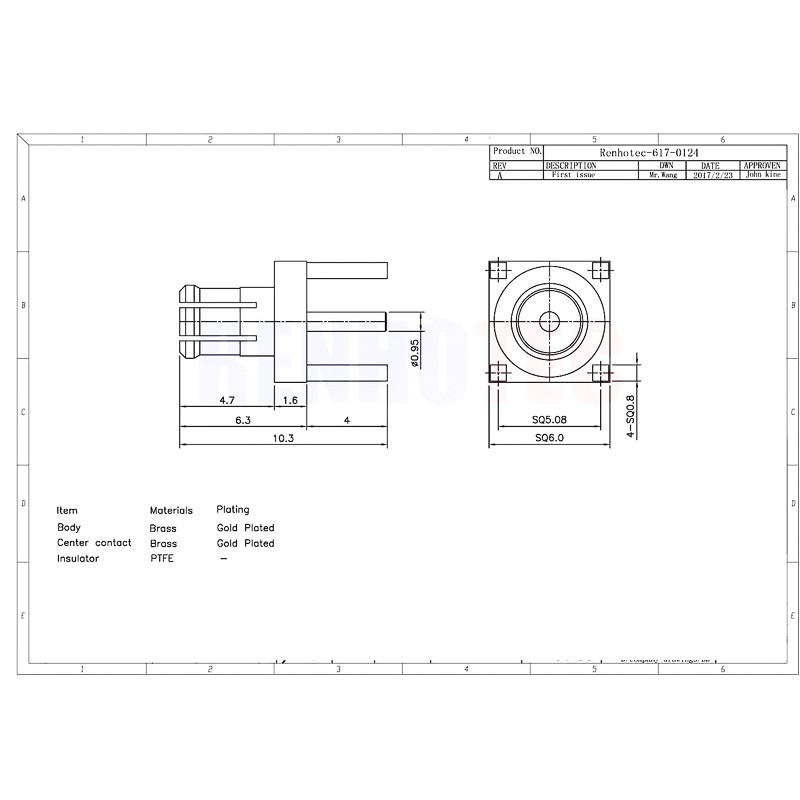 1 2 3 4 5 6
Product NO. Renhotec-617-0124
REV DESCRIPTION DWN DATE APPROVEN
A First issue Mr.Wang 2017/2/23 John kine
A A
B B
RENHOTEC
ø0.95
C C
4.7 1.6
6.3 4
10.3
SQ5.08
SQ6.0
4-SQ0.8
D D
Item Materials Plating
Body Brass Gold Plated
Center contact Brass Gold Plated
Insulator PTFE -
E E
1 2 3 4 5 6